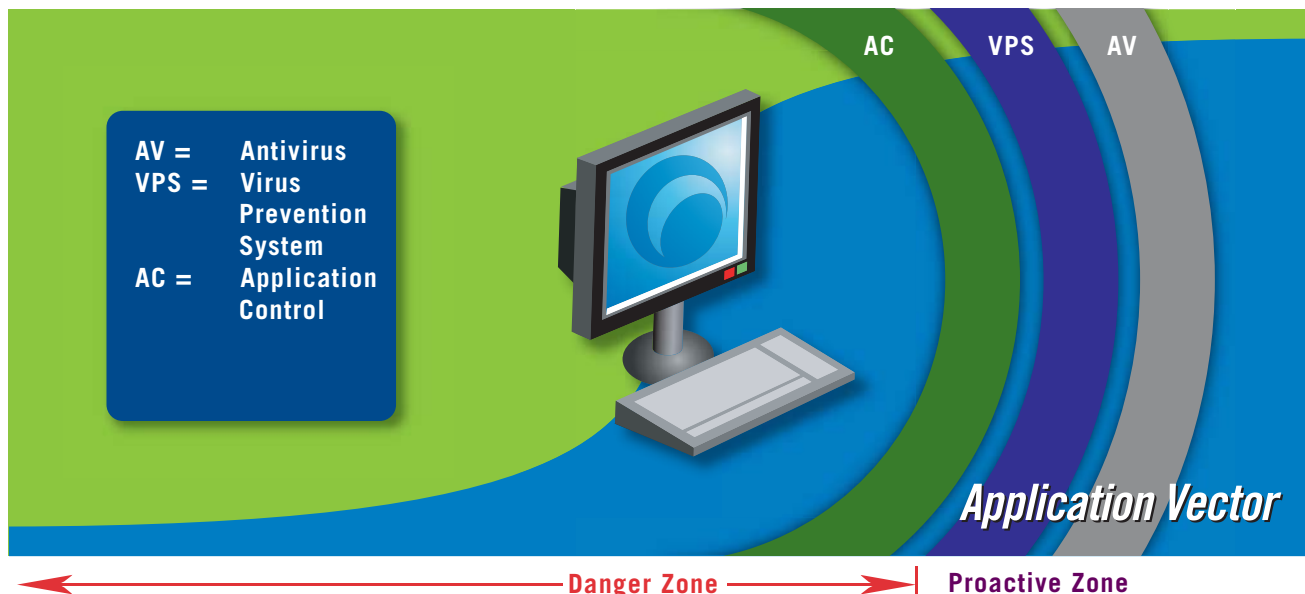 AC VPS AV
AV = Antivirus
VPS = Virus
Prevention
System
AC = Application
Control
Application Vector
Danger Zone Proactive Zone